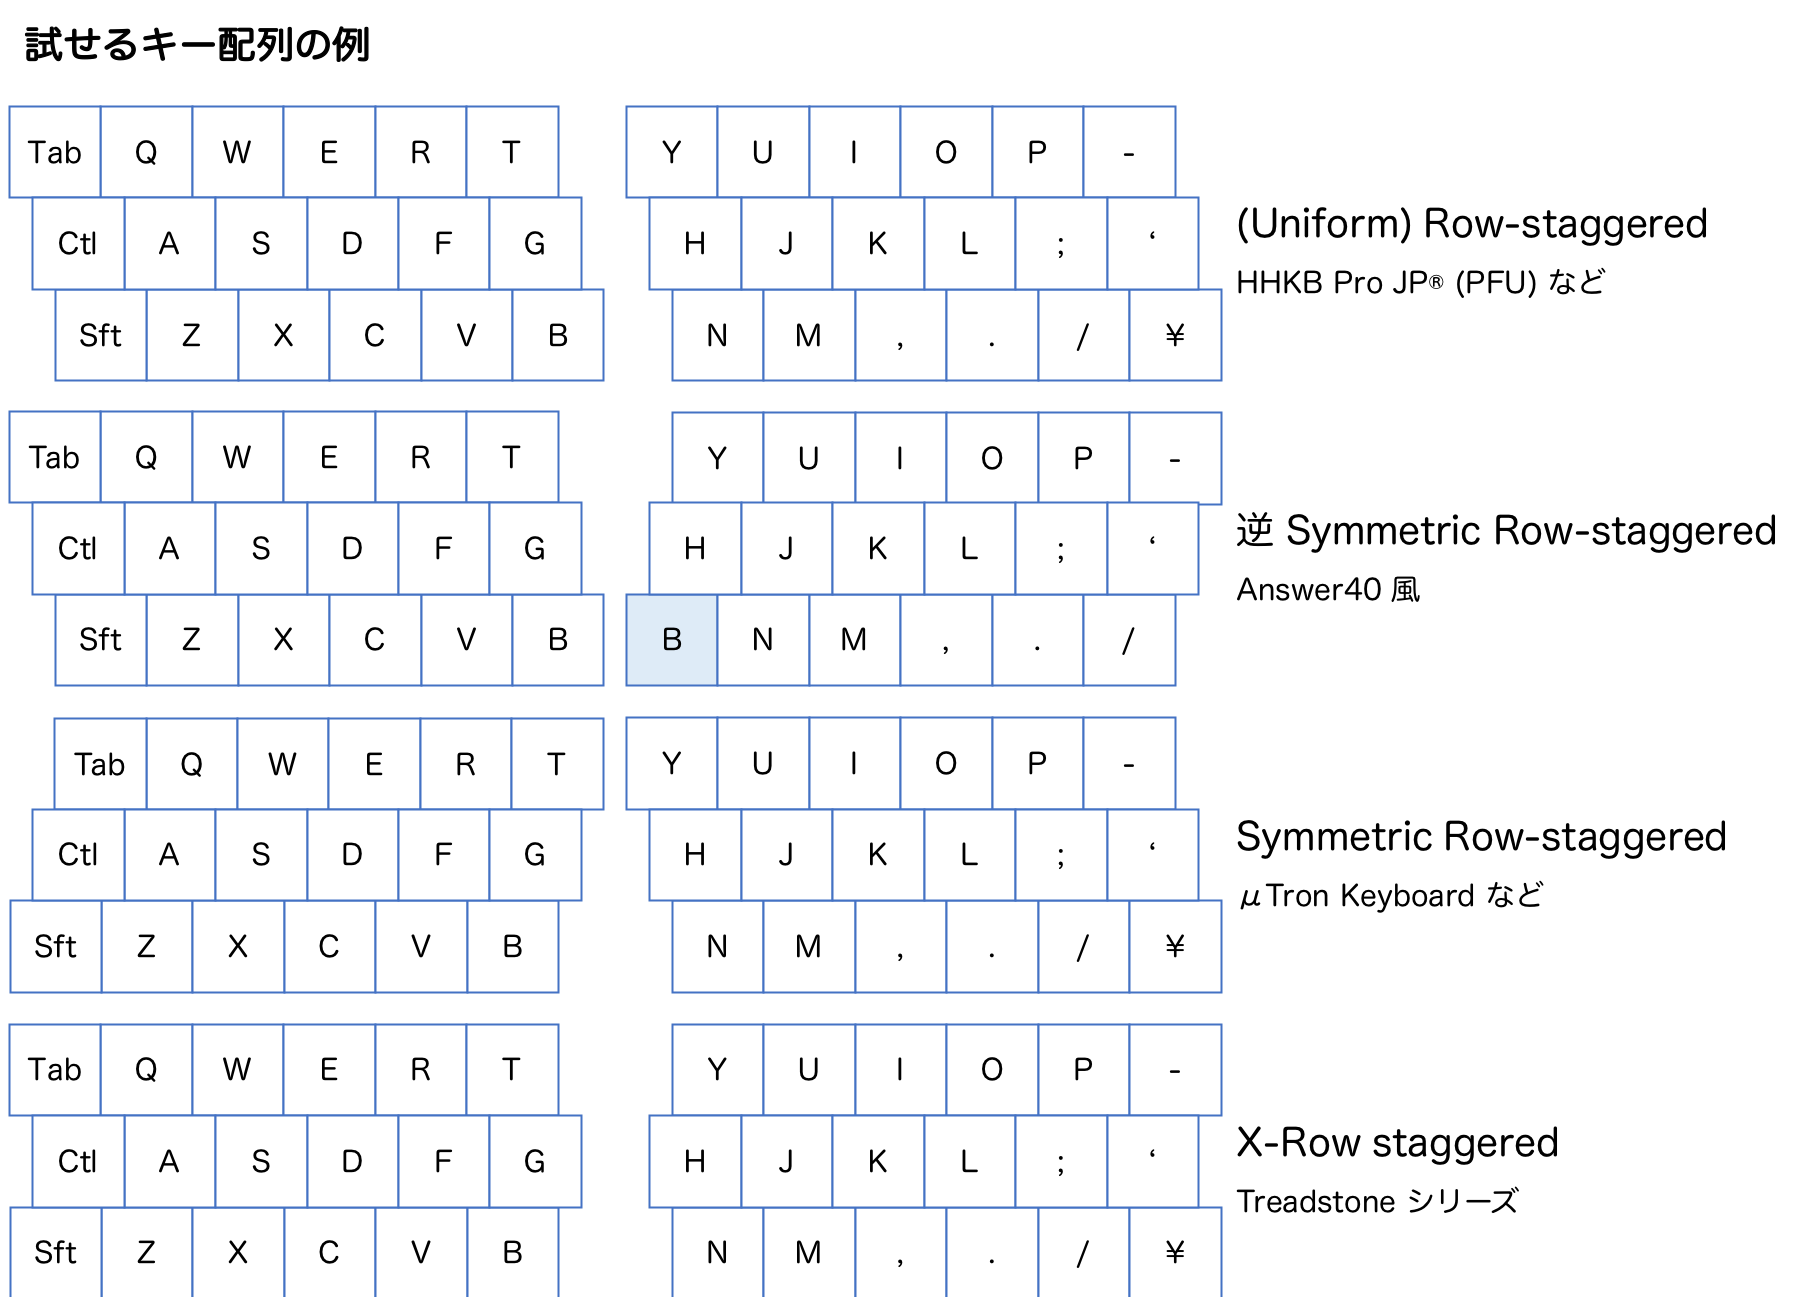 試せるキー配列の例
Tab Q W E R T Y U I O P -
Ctl A S D F G H J K L ; ‘
Sft Z X C V B N M , . / ¥
(Uniform) Row-staggered
HHKB Pro JP® (PFU) など
Tab Q W E R T Y U I O P -
Ctl A S D F G H J K L ; ‘
Sft Z X C V B B N M , . /
逆 Symmetric Row-staggered
Answer40 風
Tab Q W E R T Y U I O P -
Ctl A S D F G H J K L ; ‘
Sft Z X C V B N M , . / ¥
Symmetric Row-staggered
μTron Keyboard など
Tab Q W E R T Y U I O P -
Ctl A S D F G H J K L ; ‘
Sft Z X C V B N M , . / ¥
X-Row staggered
Treadstone シリーズ